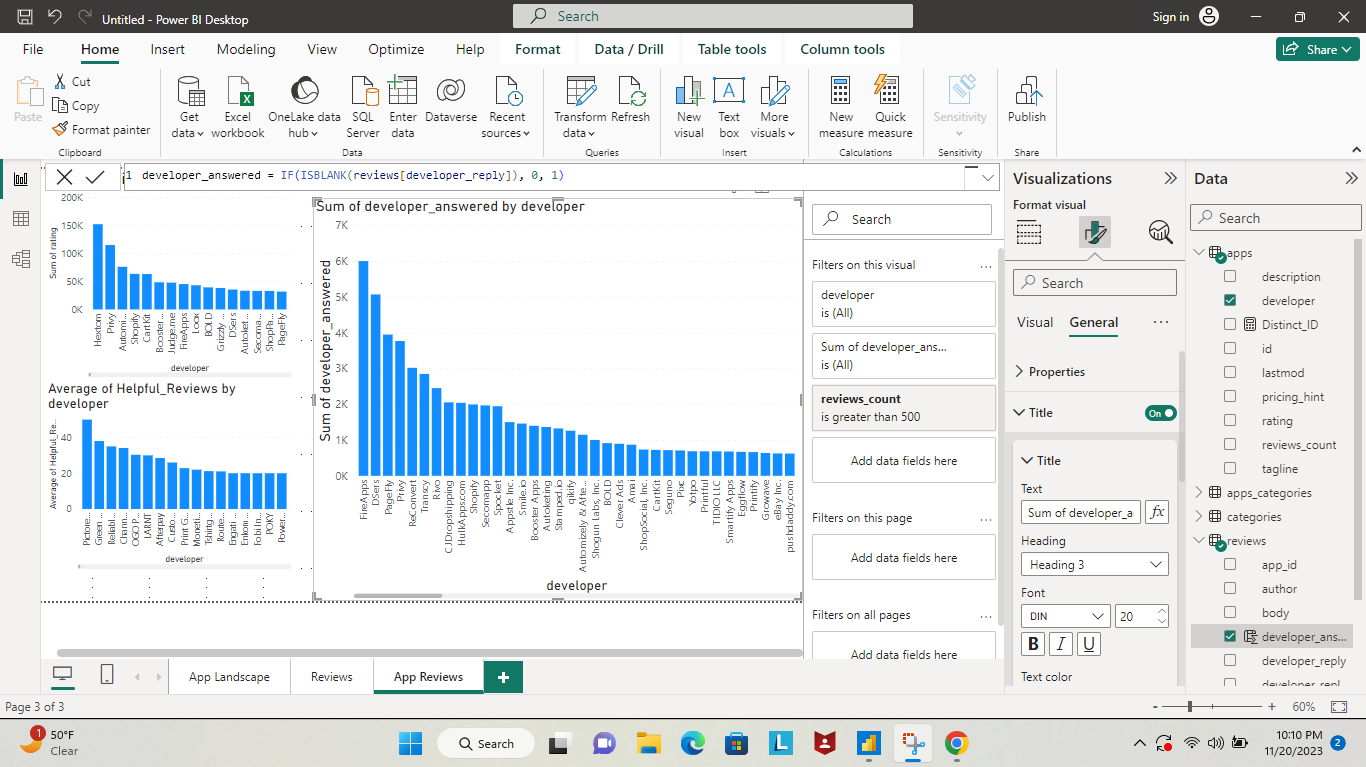 Untitled - Power BI Desktop
Search
Sign in
File
Home
Insert
Modeling
View
Optimize
Help
Format
Data / Drill
Table tools
Column tools
Share
Paste
Cut
Copy
Format painter
Clipboard
Get data
Excel workbook
OneLake data hub
SQL Server
Enter data
Dataverse
Recent sources
Data
Transform data
Refresh
Queries
New visual
Text box
More visuals
Insert
New measure
Quick measure
Calculations
Sensitivity
Sensitivity
Publish
Share
1 developer_answered = IF(ISBLANK(reviews[developer_reply]), 0, 1)
200K
150K
100K
50K
0K
Sum of rating
Hextom
Privy
Automi...
Shopify
CartKit
Booster...
Judge.me
FireApps
Loox
BOLD
Grizzly ...
DSers
Autoket...
Secoma...
ShopPa...
PageFly
developer
Average of Helpful_Reviews by
developer
Average of Helpful_Re...
40
20
0
Green ...
Reliabl...
Chann...
OGO P...
LAINT
Afterpay
Custo...
Print G...
Moneti...
Tshirtg...
Route...
Engati ...
Enkom...
Fobi In...
POKY
Power...
developer
Sum of developer_answered by developer
7K
6K
5K
4K
3K
2K
1K
0K
Sum of developer_answered
FireApps
DSers
PageFly
Privy
ReConvert
Transcy
Rivo
CJDropshipping
HulkApps.com
Shopify
Secomapp
Spocket
Appstle Inc.
Smile.io
Booster Apps
Autoketing
Stamped.io
qikify
Automizely & Afte...
Shogun Labs, Inc.
BOLD
Clever Ads
Amai
ShopSocial, Inc.
CartKit
Seguno
Pixc
Yotpo
Printful
TIDIO LLC
Smartify Apps
Eggflow
Printify
Growave
eBay Inc.
pushdaddy.com
developer
Search
Filters on this visual
...
developer
is (All)
Sum of developer_ans...
is (All)
reviews_count
is greater than 500
Add data fields here
Filters on this page
...
Add data fields here
Filters on all pages
...
Add data fields here
Visualizations
Format visual
Search
Visual
General
...
Properties
Title
On
Title
Text
Sum of developer_a
fx
Heading
Heading 3
Font
DIN
20
B
I
U
Text color
Data
Search
apps
description
developer
Distinct_ID
id
lastmod
pricing_hint
rating
reviews_count
tagline
apps_categories
categories
reviews
app_id
author
body
developer_ans...
developer_reply
developer_repl
App Landscape
Reviews
App Reviews
+
Page 3 of 3
-
+
60%
1
50°F
Clear
Search
10:10 PM
11/20/2023
2